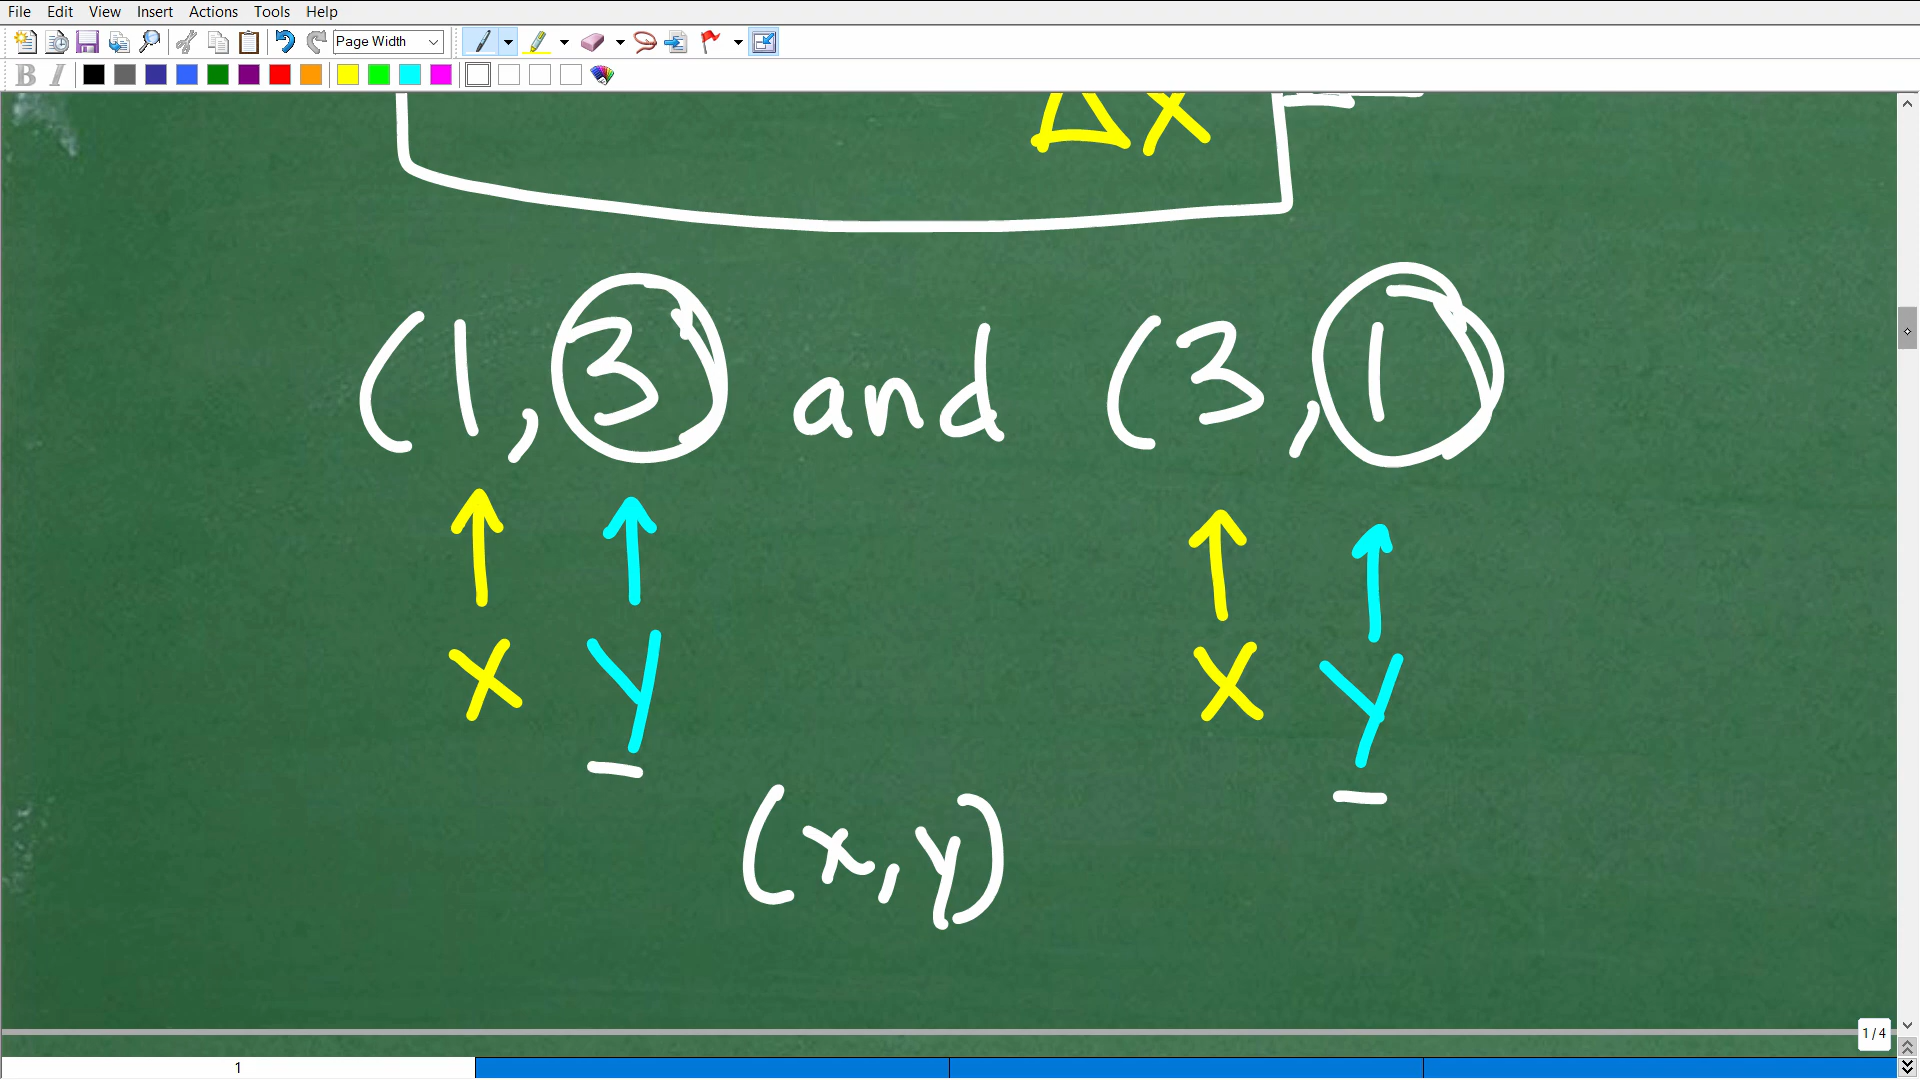 File Edit View Insert Actions Tools Help
Page Width
B I
Δx
(1,3) and (3,1)
x y x y
(x,y)
1 / 4
1